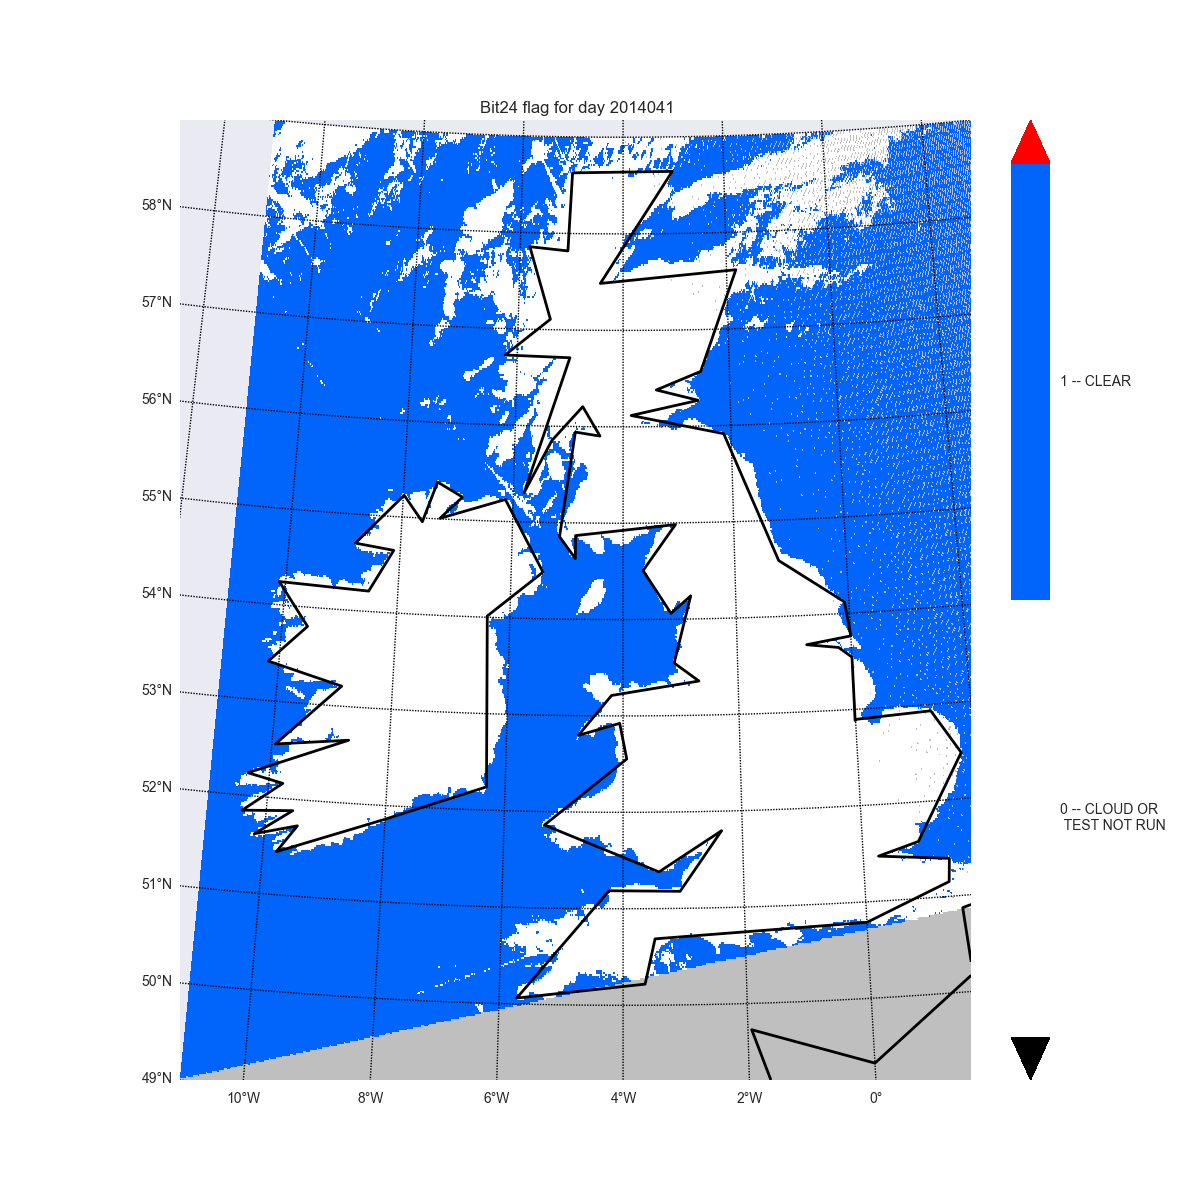 Bit24 flag for day 2014041
58°N
57°N
56°N
55°N
54°N
53°N
52°N
51°N
50°N
49°N
10°W
8°W
6°W
4°W
2°W
0°
1 -- CLEAR
0 -- CLOUD OR
TEST NOT RUN